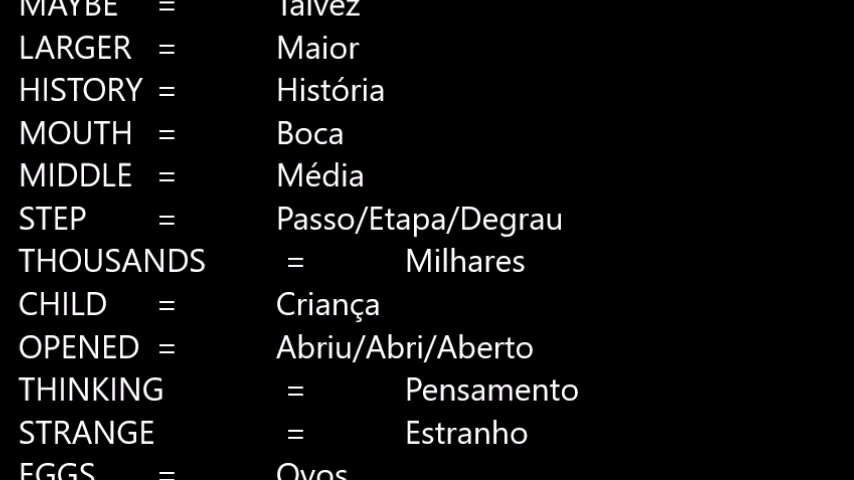 MAYBE = Talvez
LARGER = Maior
HISTORY = História
MOUTH = Boca
MIDDLE = Média
STEP = Passo/Etapa/Degrau
THOUSANDS = Milhares
CHILD = Criança
OPENED = Abriu/Abri/Aberto
THINKING = Pensamento
STRANGE = Estranho
EGGS = Ovos